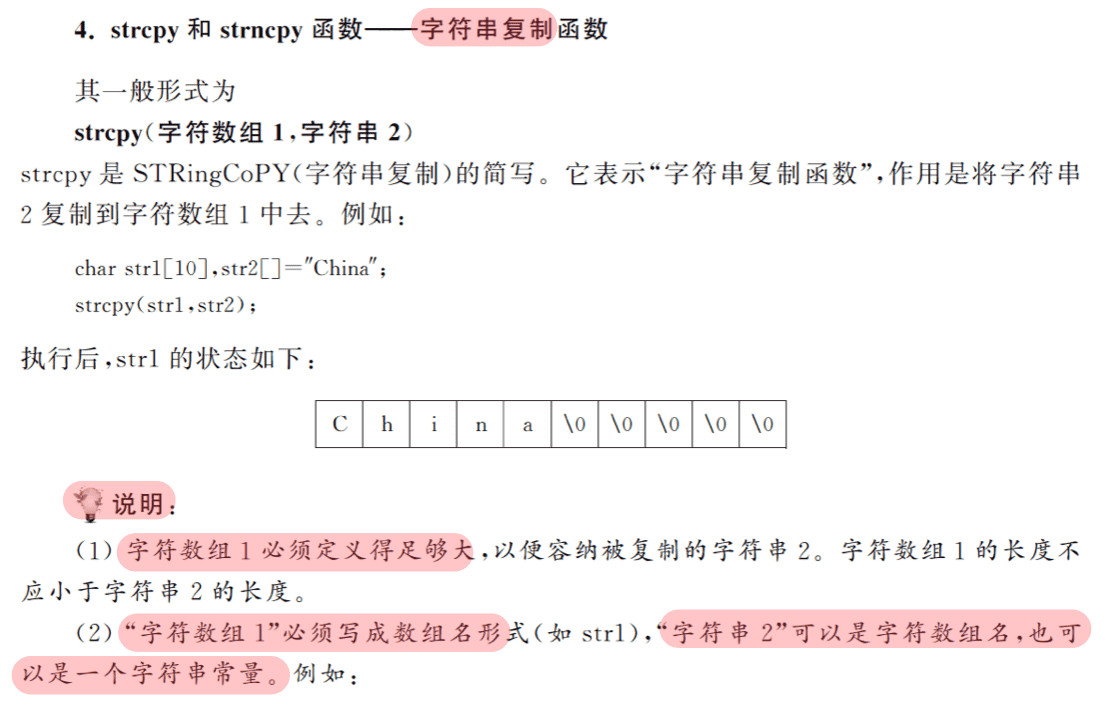 4. strcpy 和 strncpy 函数——字符串复制函数
其一般形式为
strcpy(字符数组 1,字符串 2)
strcpy 是 STRingCoPY(字符串复制)的简写。它表示“字符串复制函数”,作用是将字符串
2 复制到字符数组 1 中去。例如:
char str1[10],str2[]="China";
strcpy(str1,str2);
执行后,str1 的状态如下:
C h i n a \0 \0 \0 \0 \0
说明:
(1) 字符数组 1 必须定义得足够大,以便容纳被复制的字符串 2。字符数组 1 的长度不
应小于字符串 2 的长度。
(2) “字符数组 1”必须写成数组名形式(如 str1),“字符串 2”可以是字符数组名,也可
以是一个字符串常量。例如: